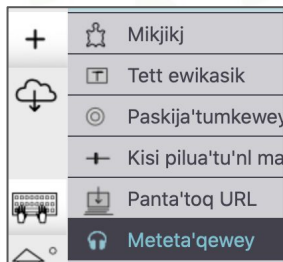 Mikjikj
Tett ewikasik
Paskija'tumkewey
Kisi pilua'tu'nl ma
Panta'toq URL
Meteta'qewey